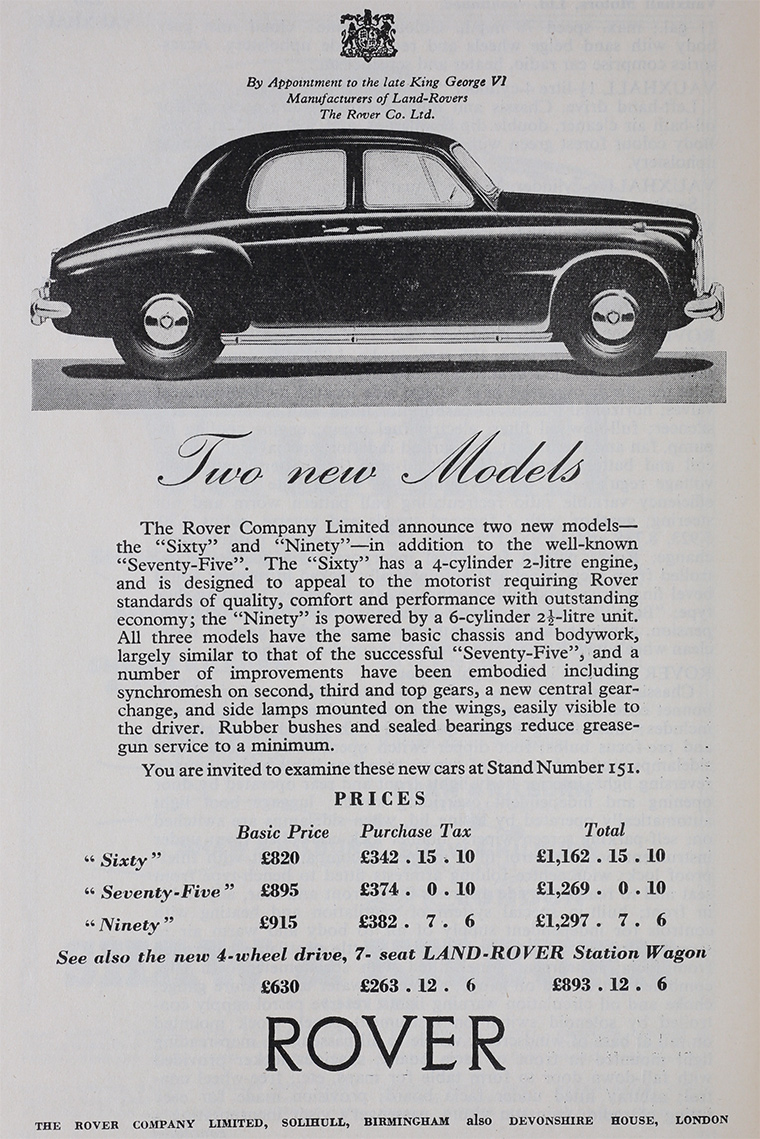 By Appointment to the late King George VI
Manufacturers of Land-Rovers
The Rover Co. Ltd.
Two new Models
The Rover Company Limited announce two new models—
the “Sixty” and “Ninety”—in addition to the well-known
“Seventy-Five”. The “Sixty” has a 4-cylinder 2-litre engine,
and is designed to appeal to the motorist requiring Rover
standards of quality, comfort and performance with outstanding
economy; the “Ninety” is powered by a 6-cylinder 2½-litre unit.
All three models have the same basic chassis and bodywork,
largely similar to that of the successful “Seventy-Five”, and a
number of improvements have been embodied including
synchromesh on second, third and top gears, a new central gear-
change, and side lamps mounted on the wings, easily visible to
the driver. Rubber bushes and sealed bearings reduce grease-
gun service to a minimum.
You are invited to examine these new cars at Stand Number 151.
PRICES
Basic Price Purchase Tax Total
“Sixty” £820 £342 . 15 . 10 £1,162 . 15 . 10
“Seventy-Five” £895 £374 . 0 . 10 £1,269 . 0 . 10
“Ninety” £915 £382 . 7 . 6 £1,297 . 7 . 6
See also the new 4-wheel drive, 7- seat LAND-ROVER Station Wagon
£630 £263 . 12 . 6 £893 . 12 . 6
ROVER
THE ROVER COMPANY LIMITED, SOLIHULL, BIRMINGHAM also DEVONSHIRE HOUSE, LONDON